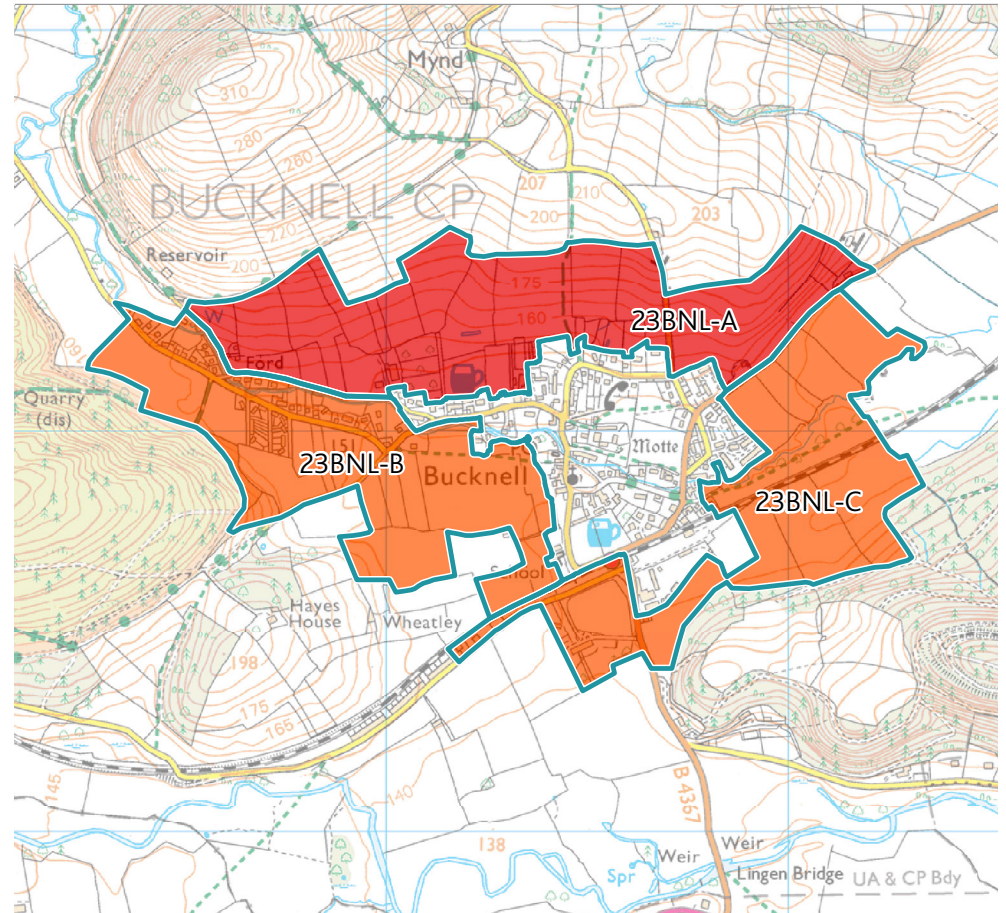 Mynd
310
280
260
207
210
BUCKNELL CP
220
200
203
Reservoir
200
175
W
160
23BNL-A
Ford
Quarry
(dis)
151
Motte
23BNL-B
Bucknell
23BNL-C
School
Hayes
House
Wheatley
198
175
165
145
140
B 4367
138
Weir
Weir
Spr
Lingen Bridge
UA & CP Bdy